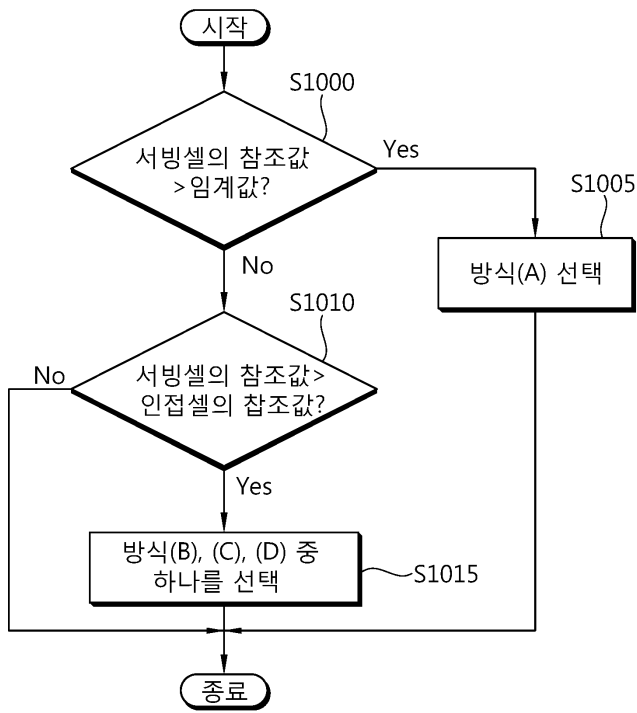 시작
S1000
서빙셀의 참조값
>임계값?
Yes
S1005
방식(A) 선택
No
S1010
서빙셀의 참조값>
인접셀의 찹조값?
No
Yes
방식(B), (C), (D) 중
하나를 선택
S1015
종료